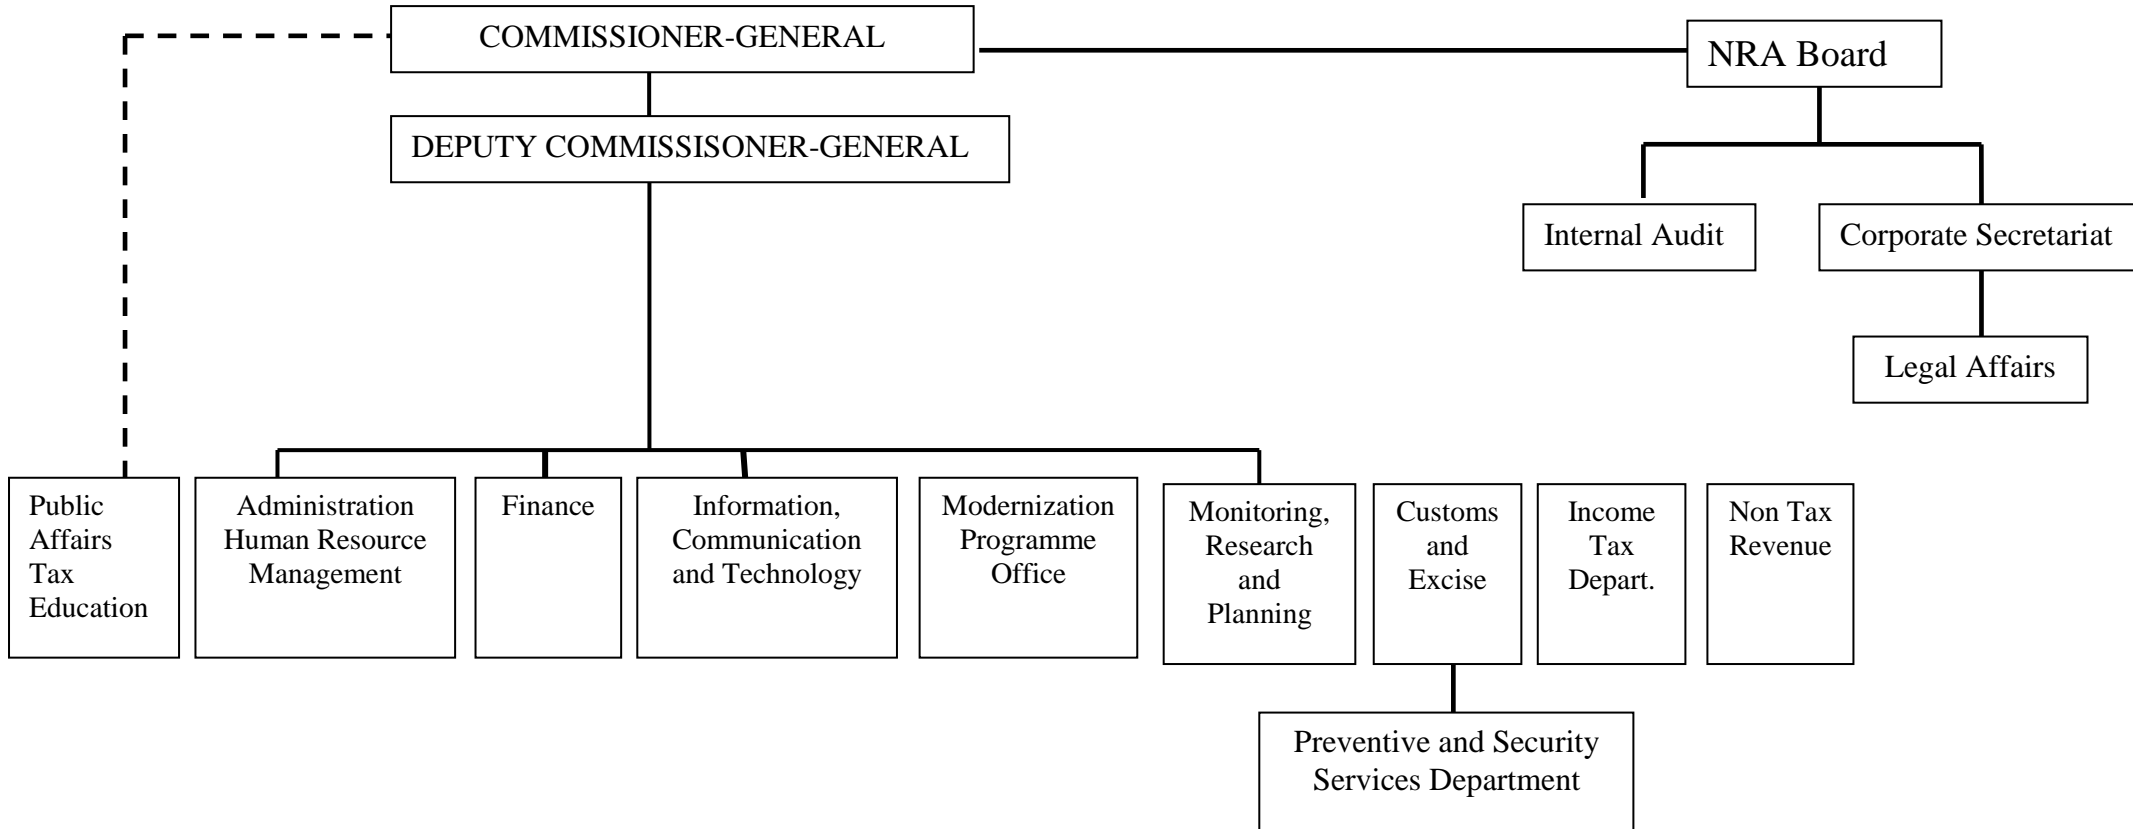 COMMISSIONER-GENERAL
NRA Board
DEPUTY COMMISSISONER-GENERAL
Internal Audit
Corporate Secretariat
Legal Affairs
Public
Affairs
Tax
Education
Administration
Human Resource
Management
Finance
Information,
Communication
and Technology
Modernization
Programme
Office
Monitoring,
Research
and
Planning
Customs
and
Excise
Income
Tax
Depart.
Non Tax
Revenue
Preventive and Security
Services Department